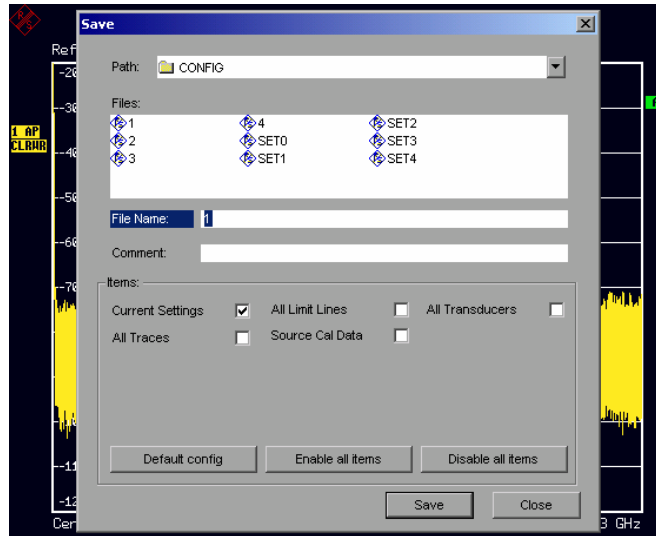 Save
Ref
Path: CONFIG
-20
Files:
-30
1 4 SET2
1 AP
2 SET0 SET3
CLRWR
3 SET1 SET4
-40
-50
File Name: 1
-60
Comment:
Items:
-70
Current Settings All Limit Lines All Transducers
All Traces Source Cal Data
Default config Enable all items Disable all items
-11
-12
Save Close
Cen
3 GHz